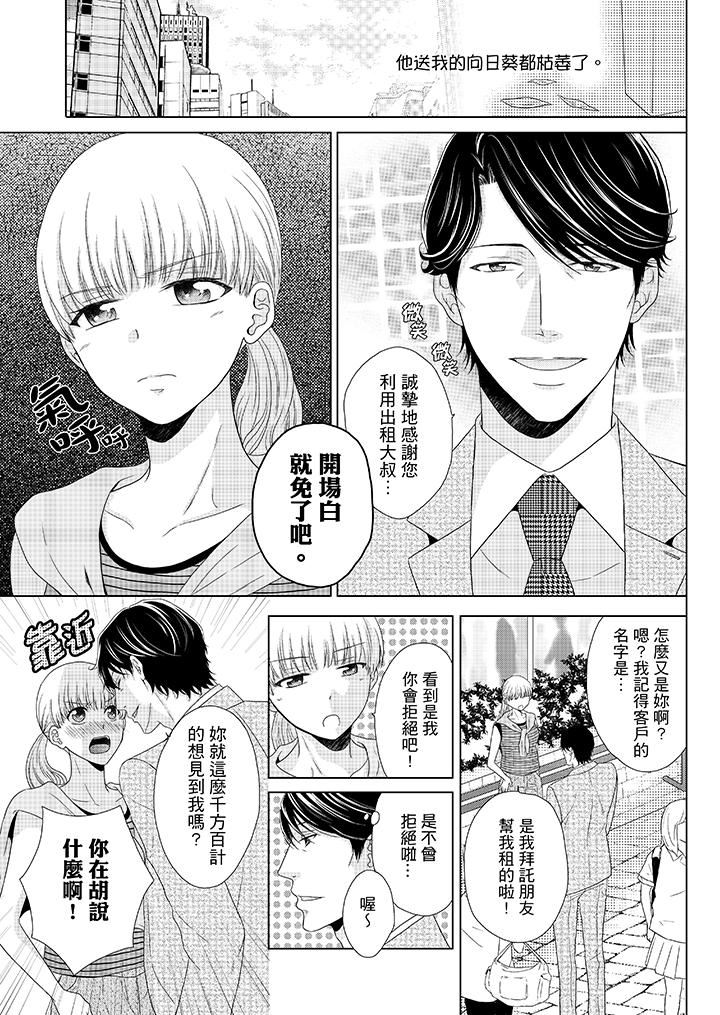 他送我的向日葵都枯萎了。
微笑
微笑
誠摯地感謝您
利用出租大叔…
開場白
就免了吧。
氣呼呼
怎麼又是妳啊？
嗯？我記得客戶的
名字是…
是我拜託朋友
幫我租的啦！
看到是我
你會拒絕吧！
是不會
拒絕啦…
喔～
靠近
妳就這麼千方百計
的想見到我嗎？
你在胡說
什麼啊！